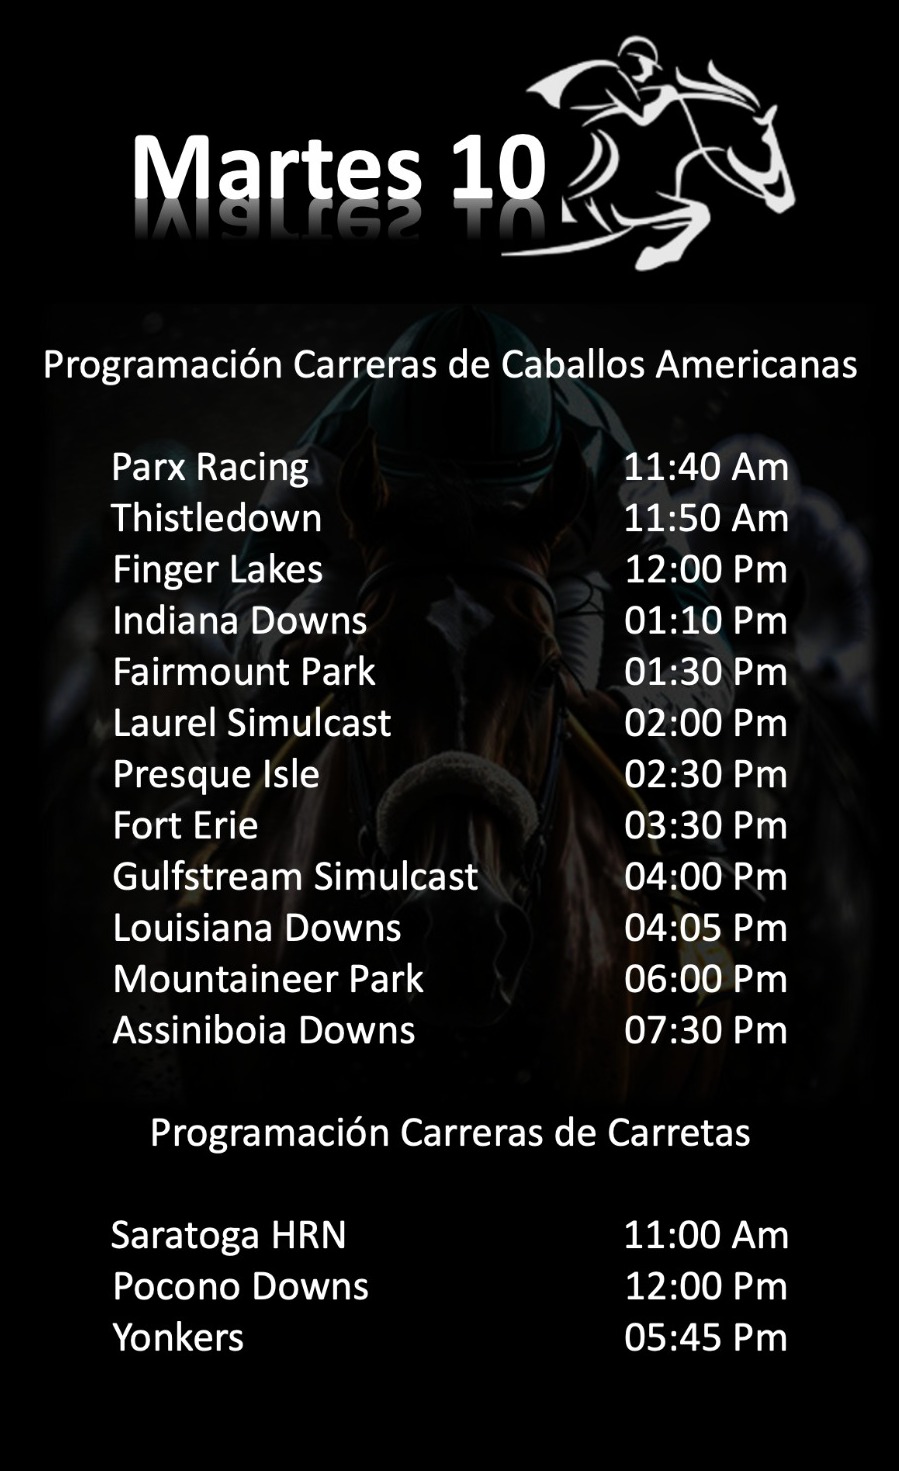 Martes 10
Programación Carreras de Caballos Americanas
Parx Racing 11:40 Am
Thistledown 11:50 Am
Finger Lakes 12:00 Pm
Indiana Downs 01:10 Pm
Fairmount Park 01:30 Pm
Laurel Simulcast 02:00 Pm
Presque Isle 02:30 Pm
Fort Erie 03:30 Pm
Gulfstream Simulcast 04:00 Pm
Louisiana Downs 04:05 Pm
Mountaineer Park 06:00 Pm
Assiniboia Downs 07:30 Pm
Programación Carreras de Carretas
Saratoga HRN 11:00 Am
Pocono Downs 12:00 Pm
Yonkers 05:45 Pm